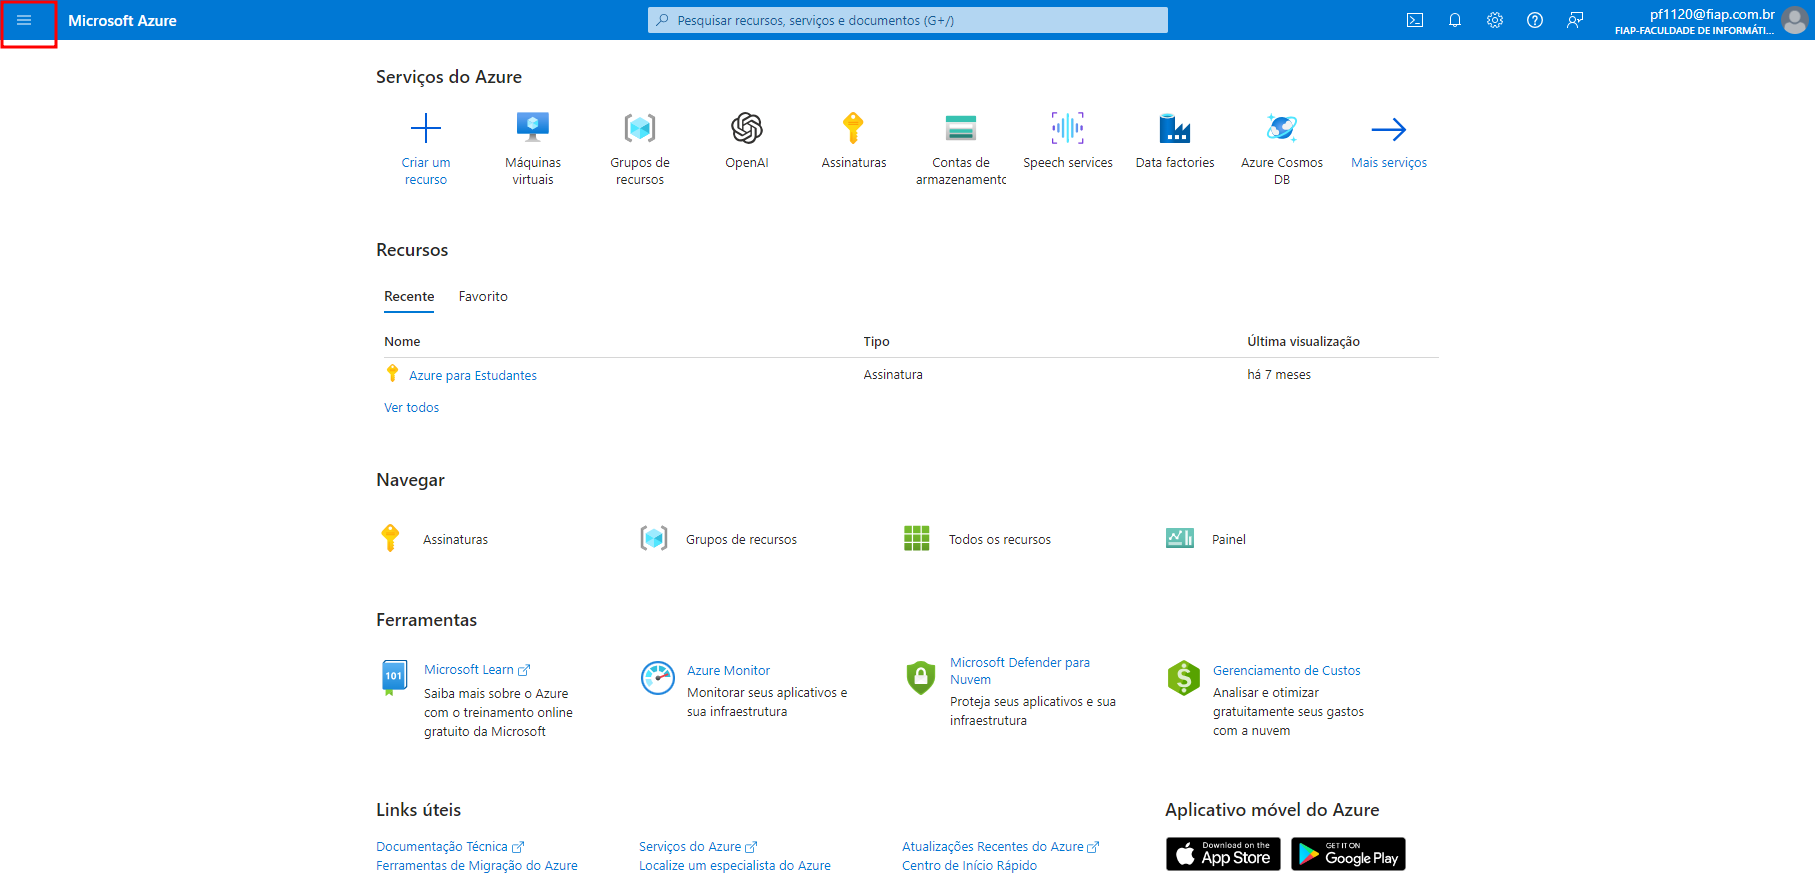 Microsoft Azure
Pesquisar recursos, serviços e documentos (G+/)
pf1120@fiap.com.br
FIAP-FACULDADE DE INFORMÁTI...
Serviços do Azure
Criar um
recurso
Máquinas
virtuais
Grupos de
recursos
OpenAI
Assinaturas
Contas de
armazenamento
Speech services
Data factories
Azure Cosmos
DB
Mais serviços
Recursos
Recente
Favorito
Nome
Tipo
Última visualização
Azure para Estudantes
Assinatura
há 7 meses
Ver todos
Navegar
Assinaturas
Grupos de recursos
Todos os recursos
Painel
Ferramentas
101
Microsoft Learn
Saiba mais sobre o Azure
com o treinamento online
gratuito da Microsoft
Azure Monitor
Monitorar seus aplicativos e
sua infraestrutura
Microsoft Defender para
Nuvem
Proteja seus aplicativos e sua
infraestrutura
Gerenciamento de Custos
Analisar e otimizar
gratuitamente seus gastos
com a nuvem
Links úteis
Documentação Técnica
Ferramentas de Migração do Azure
Serviços do Azure
Localize um especialista do Azure
Atualizações Recentes do Azure
Centro de Início Rápido
Aplicativo móvel do Azure
Download on the
App Store
GET IT ON
Google Play